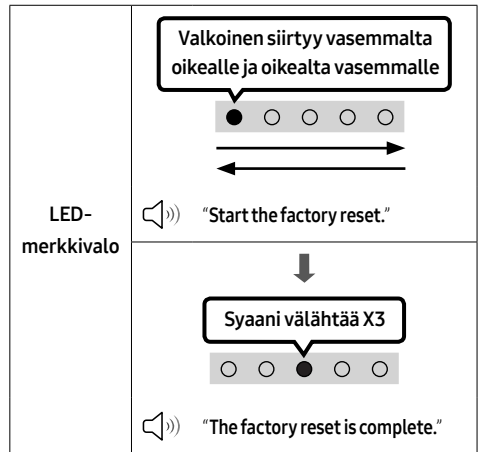 Valkoinen siirtyy vasemmalta
oikealle ja oikealta vasemmalle
LED-
merkkivalo
“Start the factory reset.”
Syaani välähtää X3
“The factory reset is complete.”